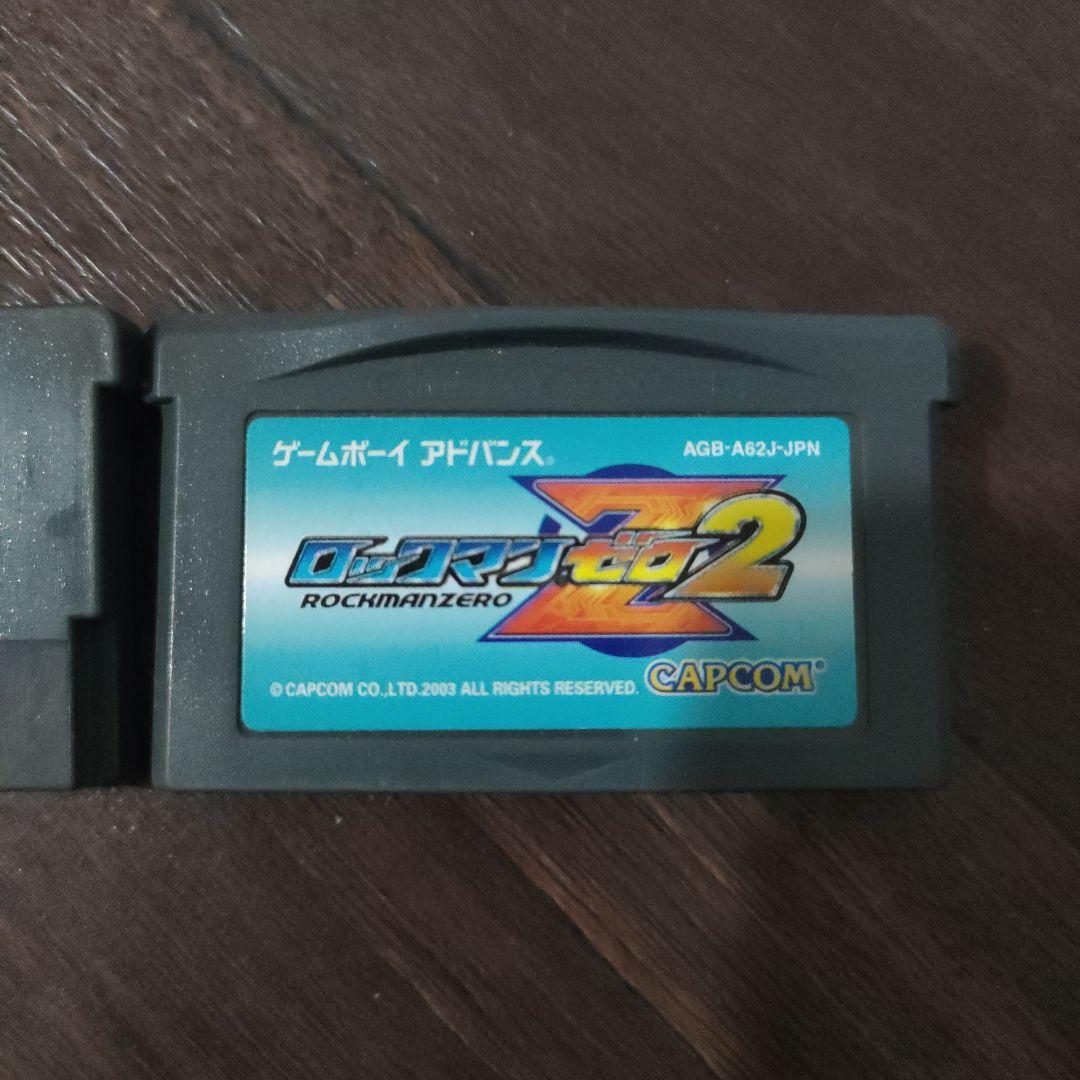 ゲームボーイ アドバンス®
AGB-A62J-JPN
ロックマン ゼロ2
ROCKMANZERO
© CAPCOM CO.,LTD.2003 ALL RIGHTS RESERVED.
CAPCOM®